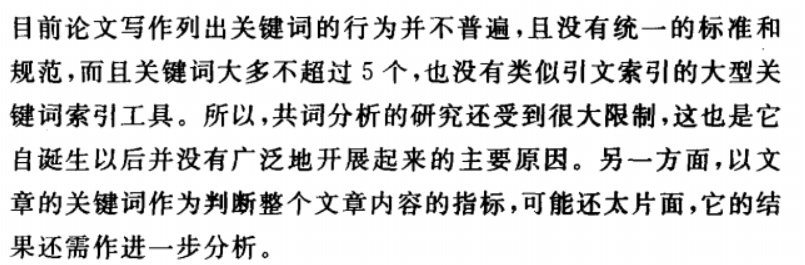 目前论文写作列出关键词的行为并不普遍,且没有统一的标准和
规范,而且关键词大多不超过 5 个,也没有类似引文索引的大型关
键词索引工具。所以,共词分析的研究还受到很大限制,这也是它
自诞生以后并没有广泛地开展起来的主要原因。另一方面,以文
章的关键词作为判断整个文章内容的指标,可能还太片面,它的结
果还需作进一步分析。